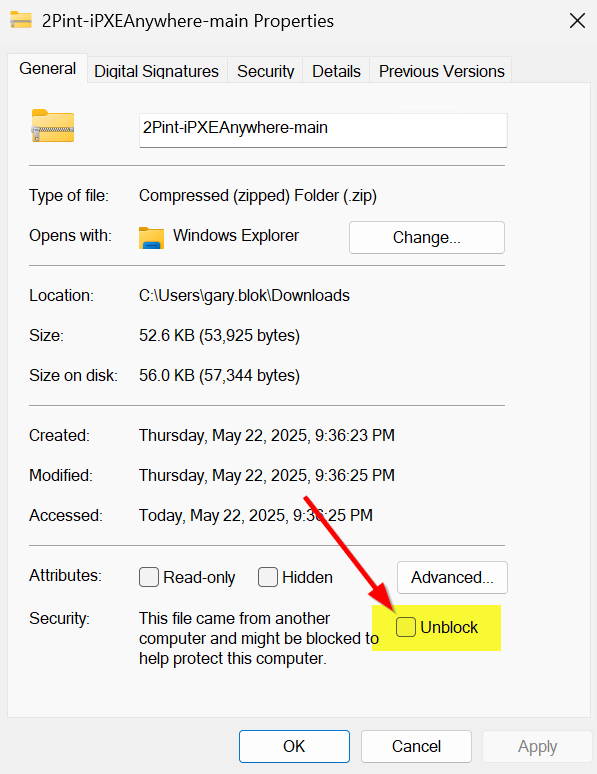 2Pint-iPXEAnywhere-main Properties
General Digital Signatures Security Details Previous Versions
2Pint-iPXEAnywhere-main
Type of file: Compressed (zipped) Folder (.zip)
Opens with: Windows Explorer Change...
Location: C:\Users\gary.blok\Downloads
Size: 52.6 KB (53,925 bytes)
Size on disk: 56.0 KB (57,344 bytes)
Created: Thursday, May 22, 2025, 9:36:23 PM
Modified: Thursday, May 22, 2025, 9:36:25 PM
Accessed: Today, May 22, 2025, 9:36:25 PM
Attributes: Read-only Hidden Advanced...
Security: This file came from another
computer and might be blocked to
help protect this computer.
Unblock
OK Cancel Apply